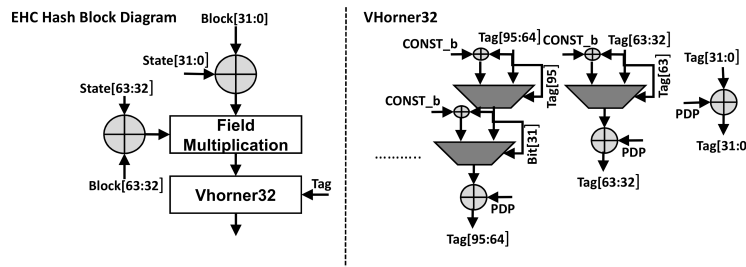 EHC Hash Block Diagram
Block[31:0]
State[31:0]
State[63:32]
Field
Multiplication
Block[63:32]
Vhorner32
Tag
VHorner32
CONST_b
Tag[95:64]
CONST_b
Tag[63:32]
Tag[95]
Tag[63]
Tag[31:0]
PDP
Tag[31:0
CONST_b
Bit[31]
...........
PDP
Tag[63:32]
PDP
Tag[95:64]